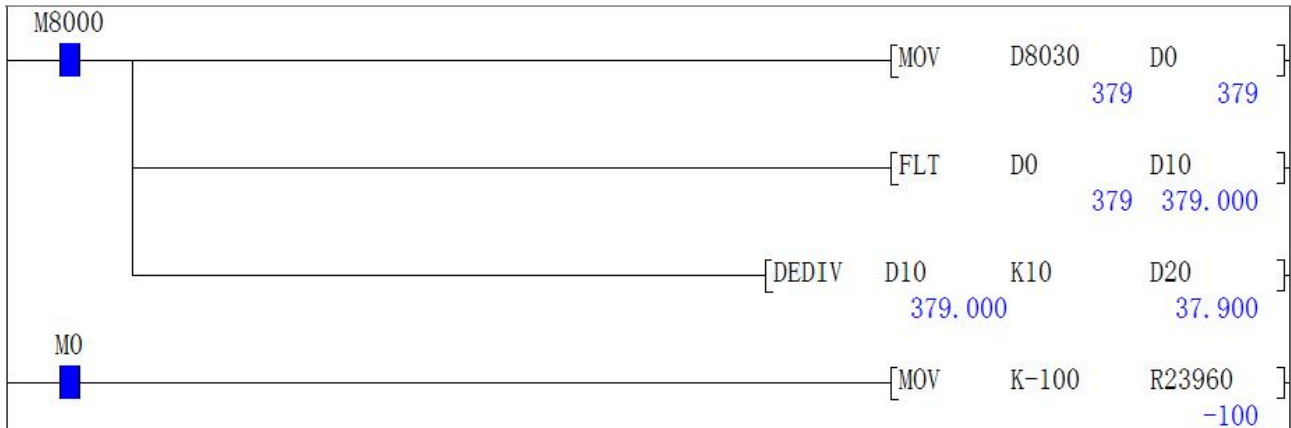 M8000
[MOV D8030 D0 ]
379 379
[FLT D0 D10 ]
379 379.000
[DEDIV D10 K10 D20 ]
379.000 37.900
M0
[MOV K-100 R23960 ]
-100